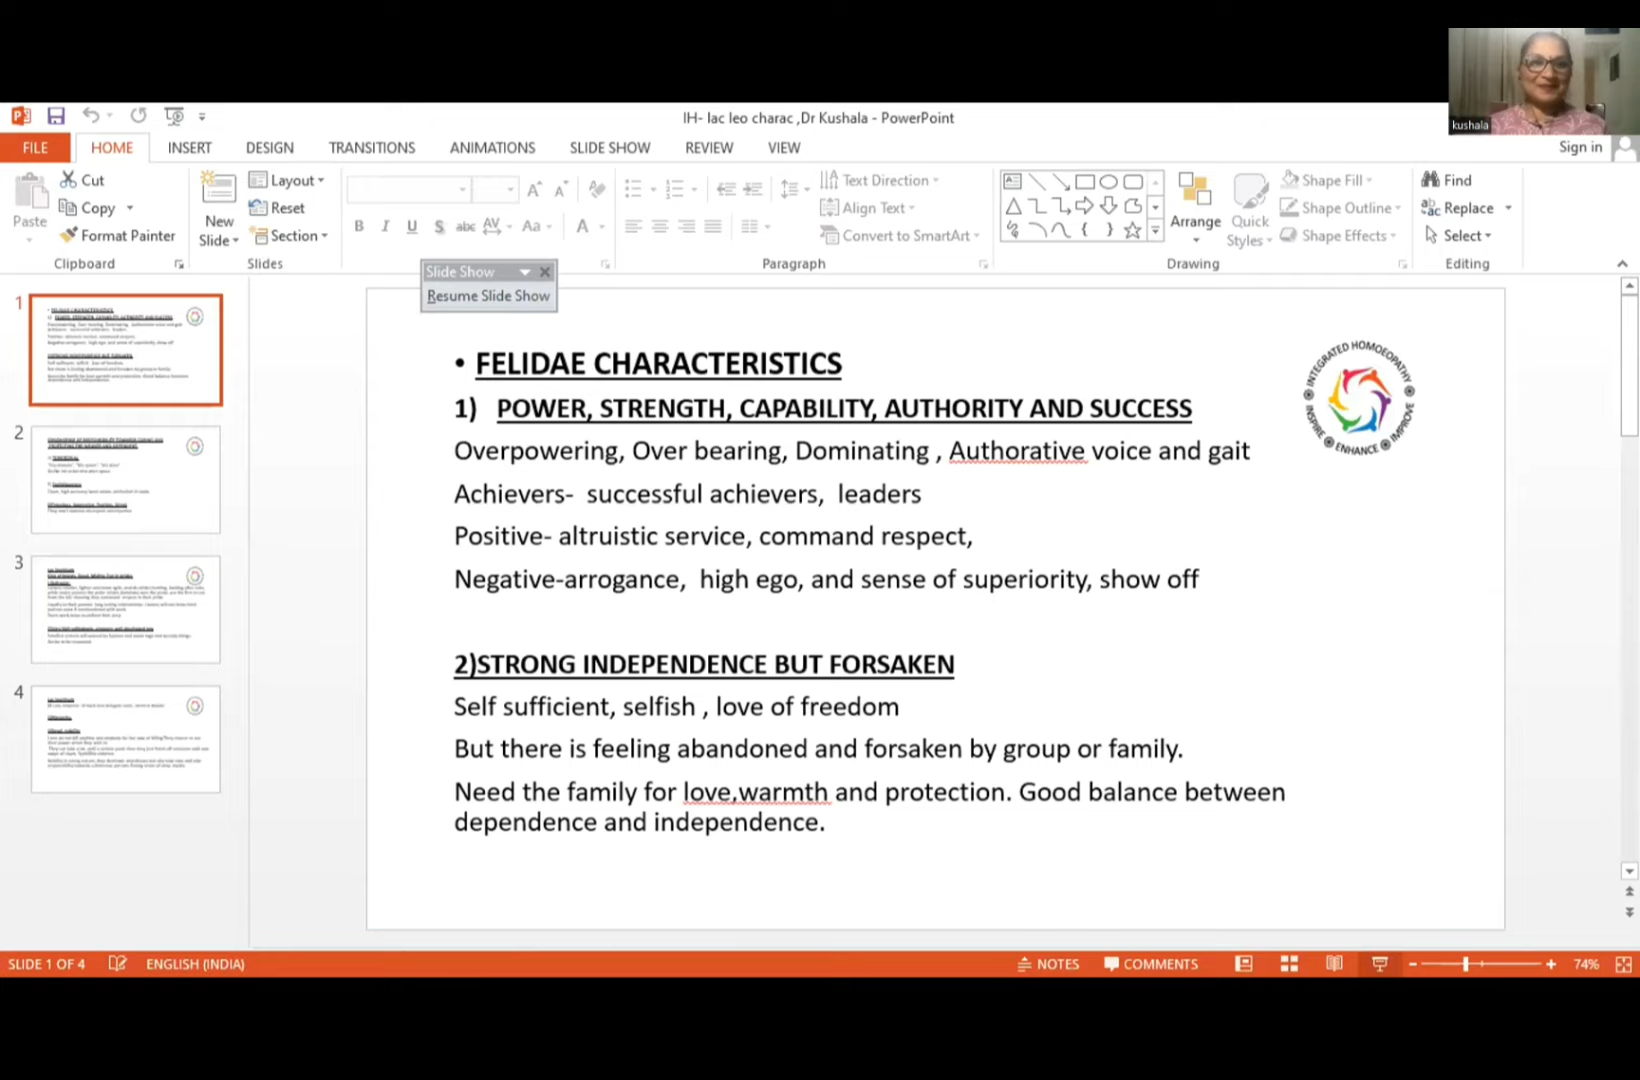 IH- lac leo charac ,Dr Kushala - PowerPoint
kushala
FILE HOME INSERT DESIGN TRANSITIONS ANIMATIONS SLIDE SHOW REVIEW VIEW Sign in
Paste
Cut
Copy
Format Painter
Clipboard
New Slide
Layout
Reset
Section
Slides
B I U S abc AV Aa A
Text Direction
Align Text
Convert to SmartArt
Paragraph
Arrange
Quick Styles
Shape Fill
Shape Outline
Shape Effects
Drawing
Find
Replace
Select
Editing
Slide Show
Resume Slide Show
1
2
3
4
• FELIDAE CHARACTERISTICS
1) POWER, STRENGTH, CAPABILITY, AUTHORITY AND SUCCESS
Overpowering, Over bearing, Dominating , Authorative voice and gait
Achievers- successful achievers, leaders
Positive- altruistic service, command respect,
Negative-arrogance, high ego, and sense of superiority, show off
2)STRONG INDEPENDENCE BUT FORSAKEN
Self sufficient, selfish , love of freedom
But there is feeling abandoned and forsaken by group or family.
Need the family for love,warmth and protection. Good balance between
dependence and independence.
INTEGRATED HOMOEOPATHY
INSPIRE ENHANCE IMPROVE
SLIDE 1 OF 4 ENGLISH (INDIA) NOTES COMMENTS 74%